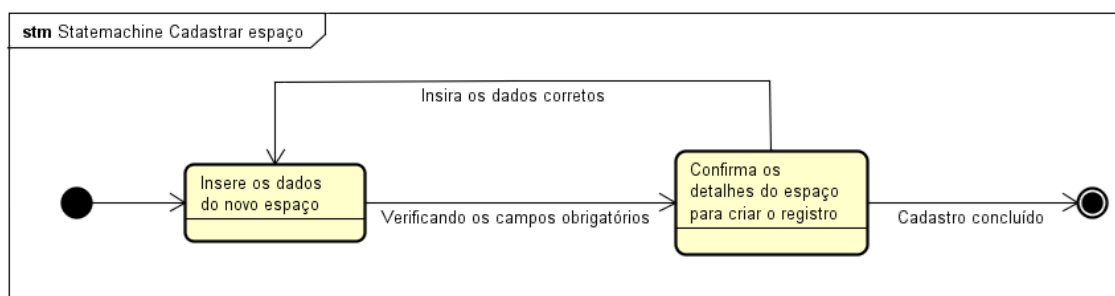 stm Statemachine Cadastrar espaço
Insira os dados corretos
Insere os dados
do novo espaço
Verificando os campos obrigatórios
Confirma os
detalhes do espaço
para criar o registro
Cadastro concluído